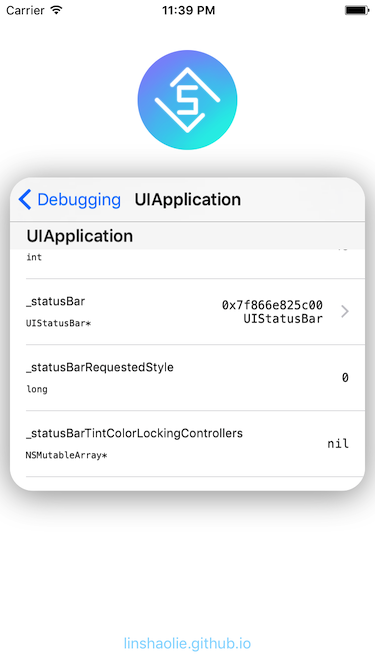 Carrier 11:39 PM
S
Debugging UIApplication
UIApplication
int
_statusBar
0x7f866e825c00
UIStatusBar* UIStatusBar
_statusBarRequestedStyle
0
long
_statusBarTintColorLockingControllers
nil
NSMutableArray*
linshaolie.github.io